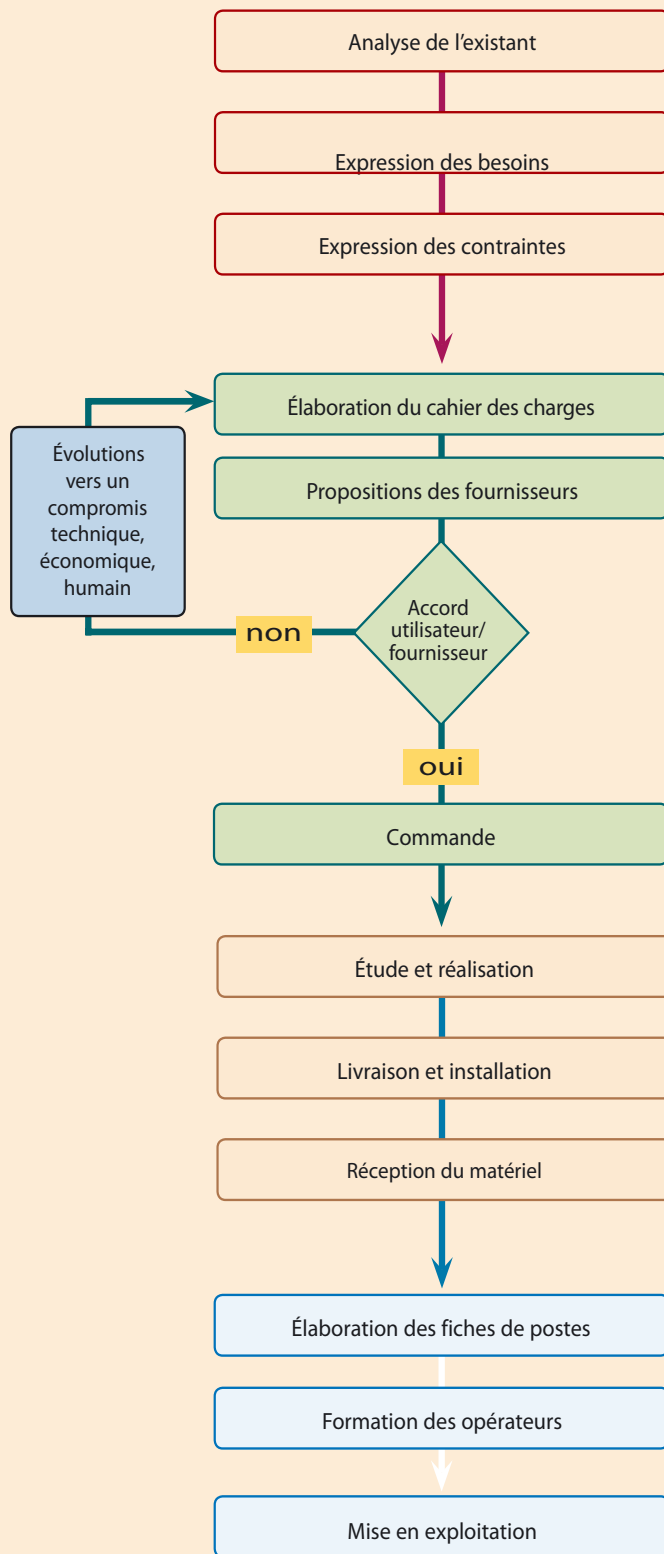 Analyse de l’existant
Expression des besoins
Expression des contraintes
Élaboration du cahier des charges
Propositions des fournisseurs
Évolutions
vers un
compromis
technique,
économique,
humain
Accord
utilisateur/
fournisseur
non
oui
Commande
Étude et réalisation
Livraison et installation
Réception du matériel
Élaboration des fiches de postes
Formation des opérateurs
Mise en exploitation